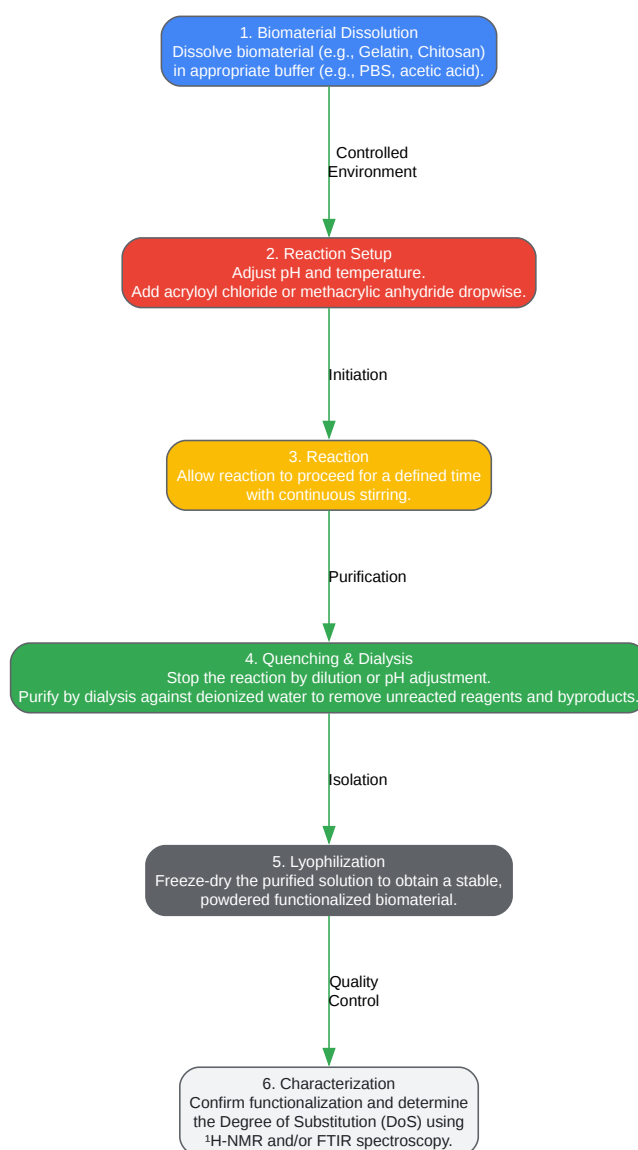 1. Biomaterial Dissolution
Dissolve biomaterial (e.g., Gelatin, Chitosan)
in appropriate buffer (e.g., PBS, acetic acid).
Controlled
Environment
2. Reaction Setup
Adjust pH and temperature.
Add acryloyl chloride or methacrylic anhydride dropwise.
Initiation
3. Reaction
Allow reaction to proceed for a defined time
with continuous stirring.
Purification
4. Quenching & Dialysis
Stop the reaction by dilution or pH adjustment.
Purify by dialysis against deionized water to remove unreacted reagents and byproducts.
Isolation
5. Lyophilization
Freeze-dry the purified solution to obtain a stable,
powdered functionalized biomaterial.
Quality
Control
6. Characterization
Confirm functionalization and determine
the Degree of Substitution (DoS) using
¹H-NMR and/or FTIR spectroscopy.